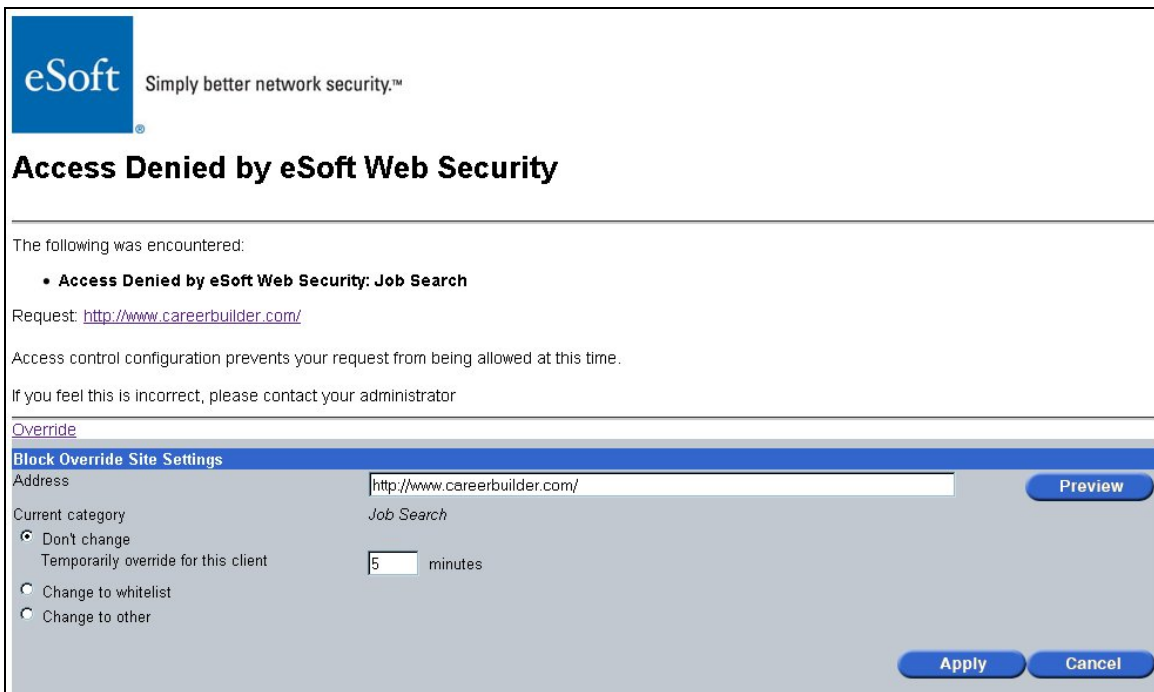 eSoft
Simply better network security.™
®
Access Denied by eSoft Web Security
The following was encountered:
• Access Denied by eSoft Web Security: Job Search
Request: http://www.careerbuilder.com/
Access control configuration prevents your request from being allowed at this time.
If you feel this is incorrect, please contact your administrator
Override
Block Override Site Settings
Address http://www.careerbuilder.com/ Preview
Current category Job Search
Don't change
Temporarily override for this client 5 minutes
Change to whitelist
Change to other
Apply Cancel